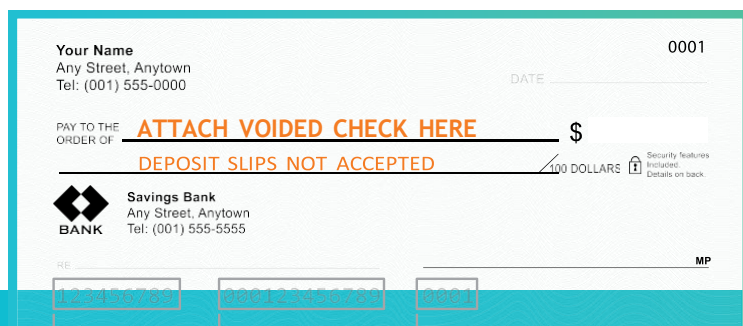 Your Name
Any Street, Anytown
Tel: (001) 555-0000
0001
DATE
PAY TO THE
ORDER OF
ATTACH VOIDED CHECK HERE
$
DEPOSIT SLIPS NOT ACCEPTED
/100 DOLLARS
Security features
Included.
Details on back.
BANK
Savings Bank
Any Street, Anytown
Tel: (001) 555-5555
RE
MP
123456789 000123456789 0001